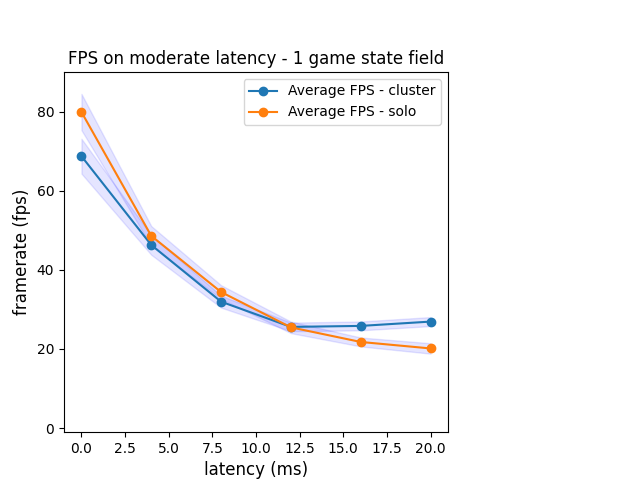 FPS on moderate latency - 1 game state field
Average FPS - cluster
Average FPS - solo
framerate (fps)
80
60
40
20
0
0.0 2.5 5.0 7.5 10.0 12.5 15.0 17.5 20.0
latency (ms)